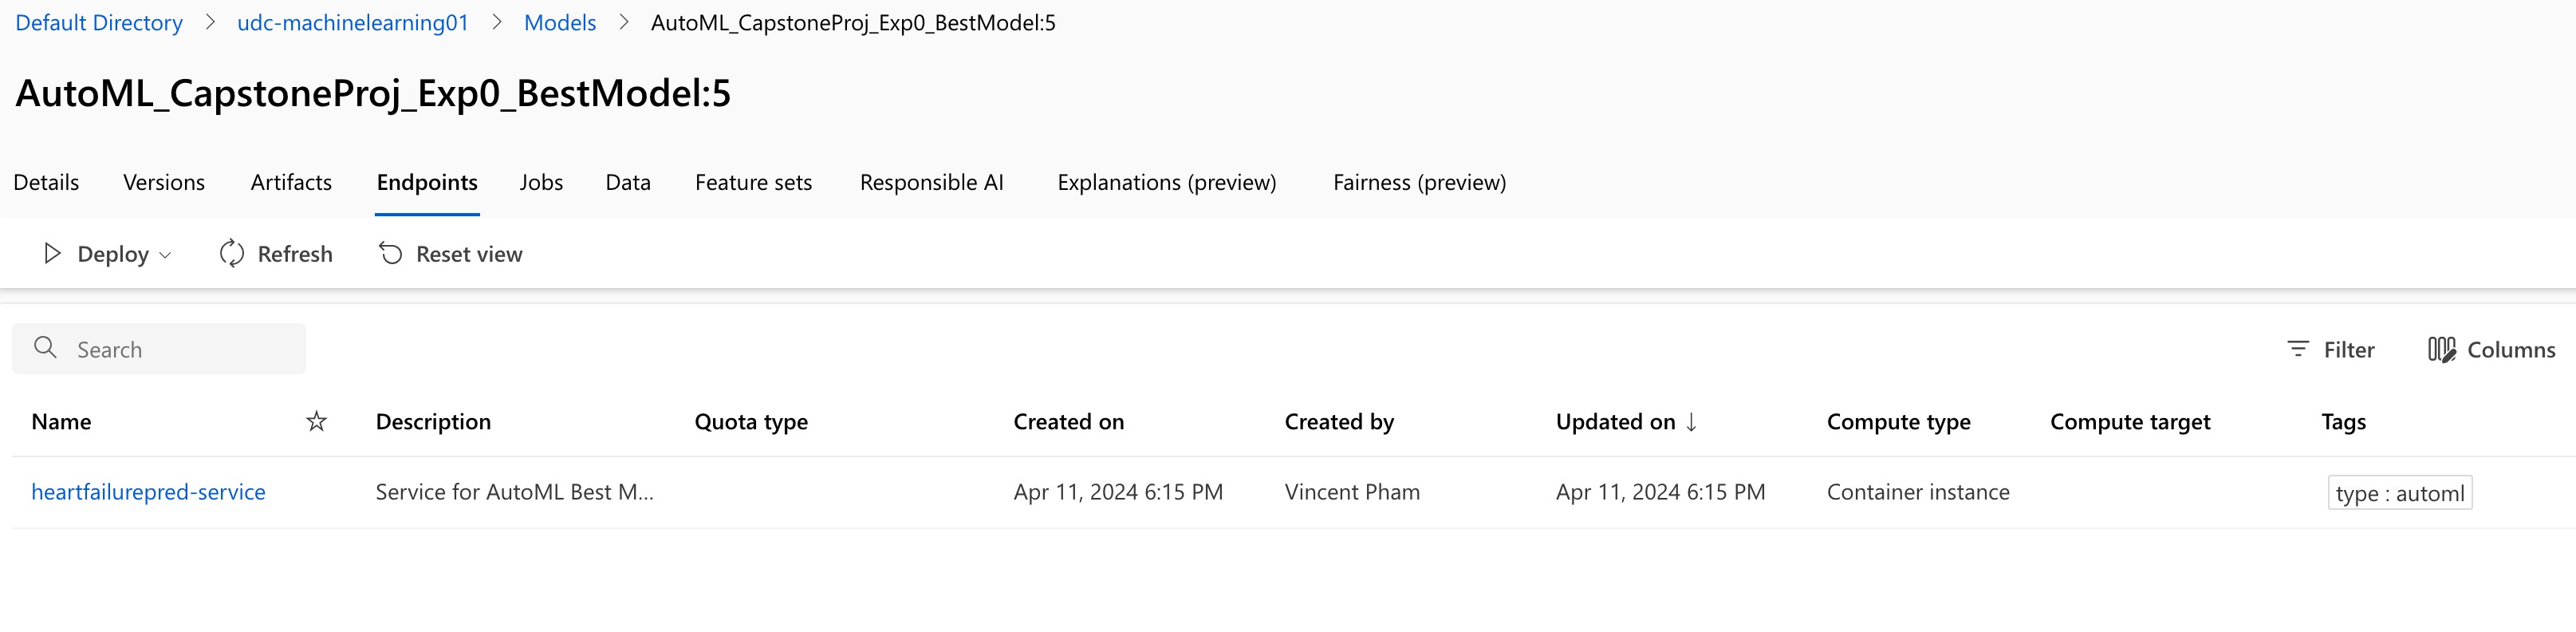 Default Directory > udc-machinelearning01 > Models > AutoML_CapstoneProj_Exp0_BestModel:5
AutoML_CapstoneProj_Exp0_BestModel:5
Details Versions Artifacts Endpoints Jobs Data Feature sets Responsible AI Explanations (preview) Fairness (preview)
Deploy Refresh Reset view
Search Filter Columns
Name Description Quota type Created on Created by Updated on ↓ Compute type Compute target Tags
heartfailurepred-service Service for AutoML Best M... Apr 11, 2024 6:15 PM Vincent Pham Apr 11, 2024 6:15 PM Container instance type : automl